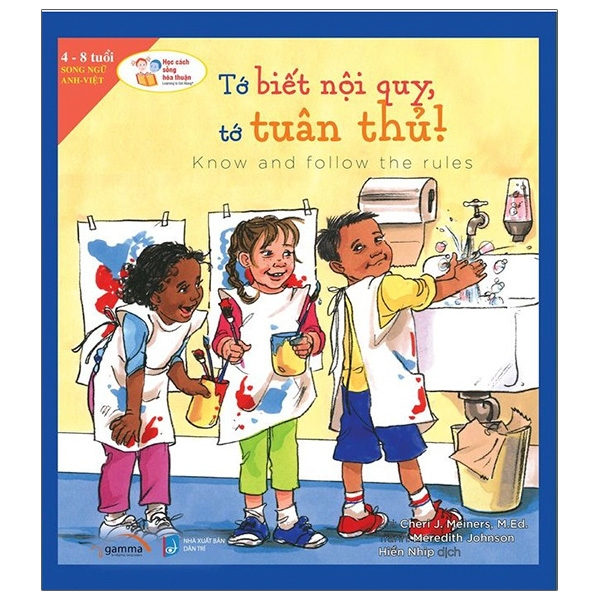 4 - 8 tuổi
SONG NGỮ
ANH-VIỆT
Học cách
sống
hòa thuận
Learning to Get Along®
Tớ biết nội quy,
tớ tuân thủ!
Know and follow the rules
Cheri J. Meiners, M.Ed.
Meredith Johnson
Hiền Nhịp dịch
gamma
NHÀ XUẤT BẢN
DÂN TRÍ